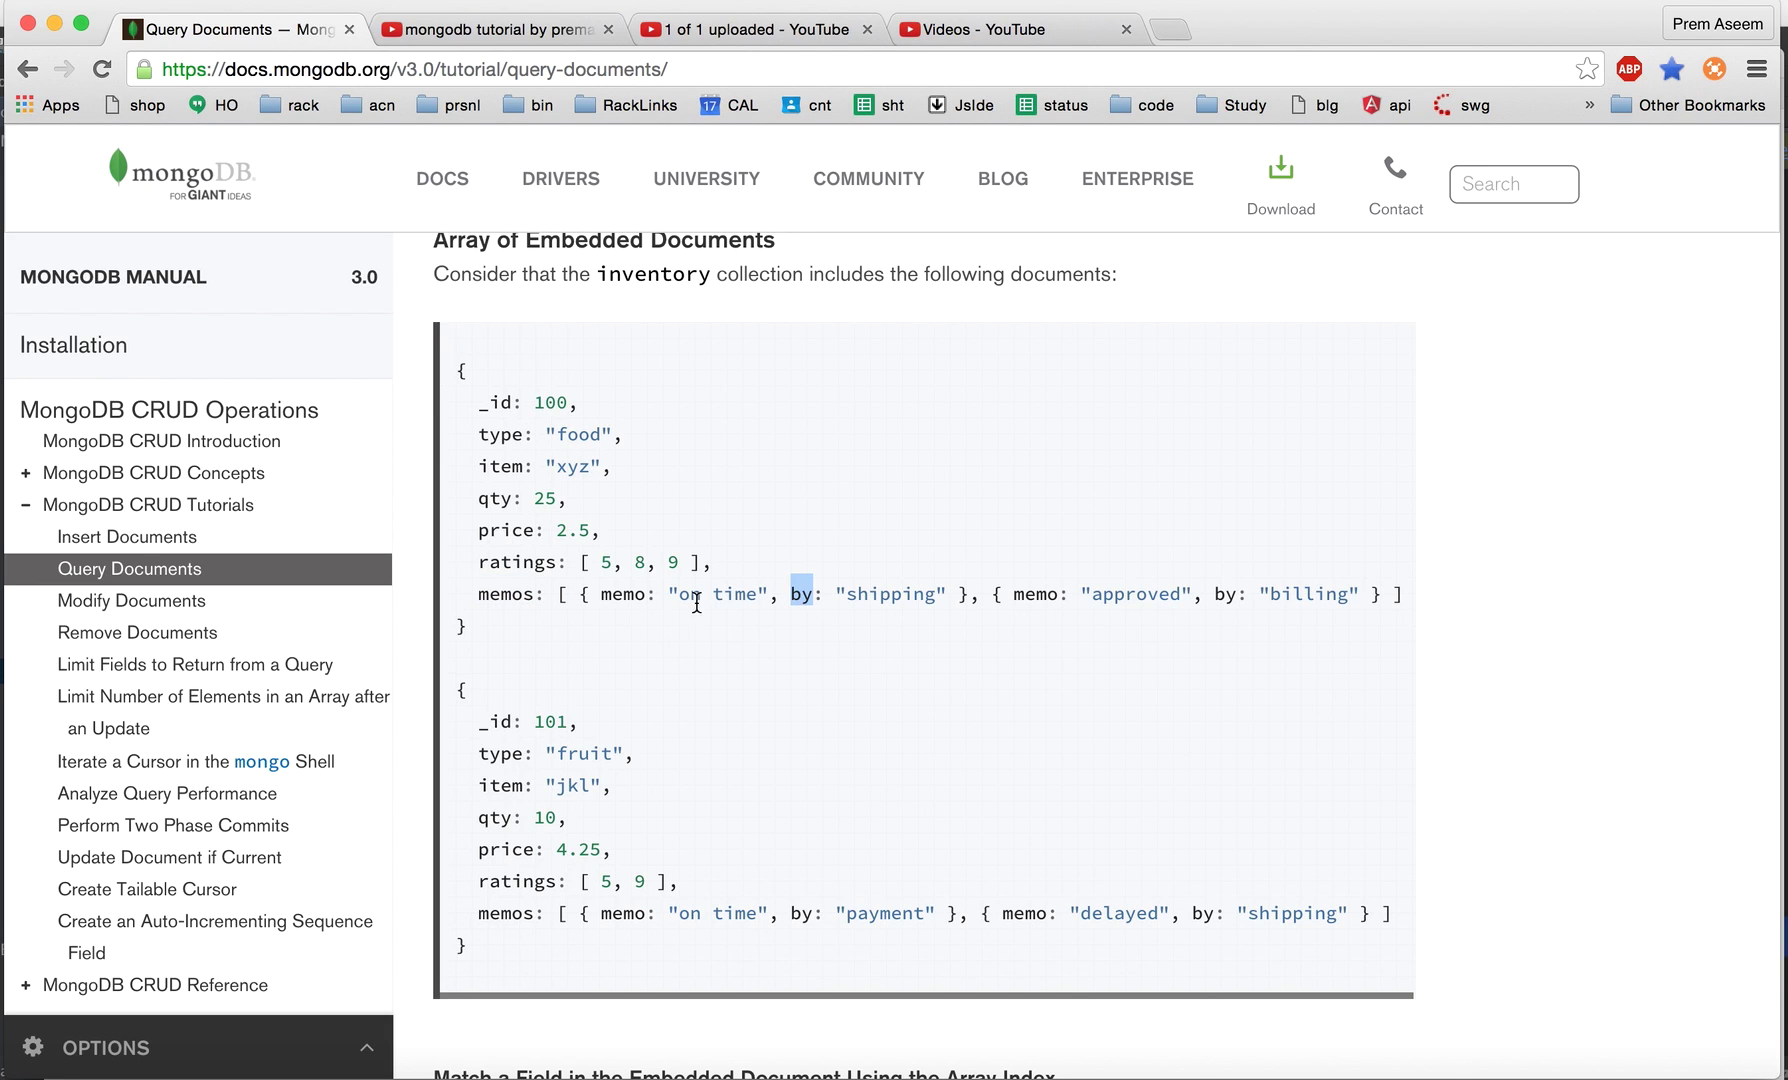 Query Documents — Mong
mongodb tutorial by prema
1 of 1 uploaded - YouTube
Videos - YouTube
Prem Aseem
https://docs.mongodb.org/v3.0/tutorial/query-documents/
ABP
Apps shop HO rack acn prsnl bin RackLinks 17 CAL cnt sht Jslde status code Study blg api swg » Other Bookmarks
mongoDB.
FOR GIANT IDEAS
DOCS DRIVERS UNIVERSITY COMMUNITY BLOG ENTERPRISE
Download
Contact
Search
MONGODB MANUAL 3.0
Installation
MongoDB CRUD Operations
MongoDB CRUD Introduction
+ MongoDB CRUD Concepts
− MongoDB CRUD Tutorials
Insert Documents
Query Documents
Modify Documents
Remove Documents
Limit Fields to Return from a Query
Limit Number of Elements in an Array after
an Update
Iterate a Cursor in the mongo Shell
Analyze Query Performance
Perform Two Phase Commits
Update Document if Current
Create Tailable Cursor
Create an Auto-Incrementing Sequence
Field
+ MongoDB CRUD Reference
OPTIONS
Array of Embedded Documents
Consider that the inventory collection includes the following documents:
{
_id: 100,
type: "food",
item: "xyz",
qty: 25,
price: 2.5,
ratings: [ 5, 8, 9 ],
memos: [ { memo: "on time", by: "shipping" }, { memo: "approved", by: "billing" } ]
}
{
_id: 101,
type: "fruit",
item: "jkl",
qty: 10,
price: 4.25,
ratings: [ 5, 9 ],
memos: [ { memo: "on time", by: "payment" }, { memo: "delayed", by: "shipping" } ]
}
Match a Field in the Embedded Document Using the Array Index